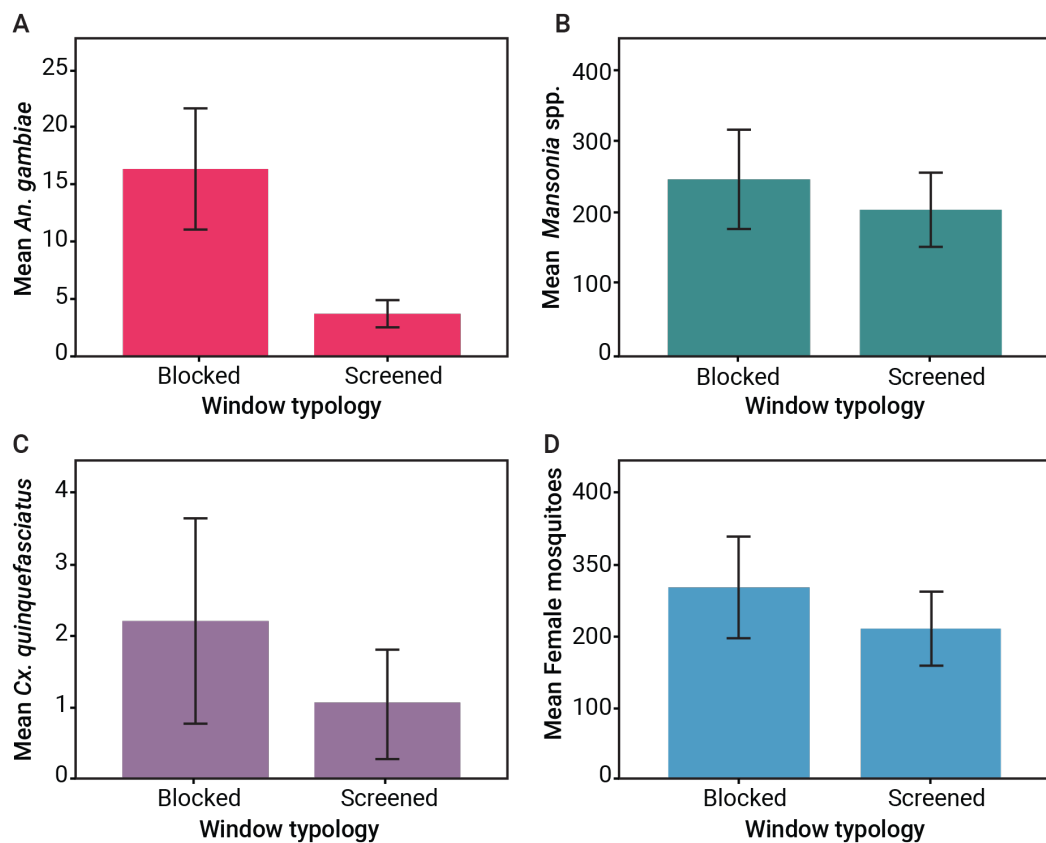 A
Mean An. gambiae
25
20
15
10
5
0
Blocked
Screened
Window typology
B
Mean Mansonia spp.
400
300
200
100
0
Blocked
Screened
Window typology
C
Mean Cx. quinquefasciatus
4
3
2
1
0
Blocked
Screened
Window typology
D
Mean Female mosquitoes
400
350
200
100
0
Blocked
Screened
Window typology